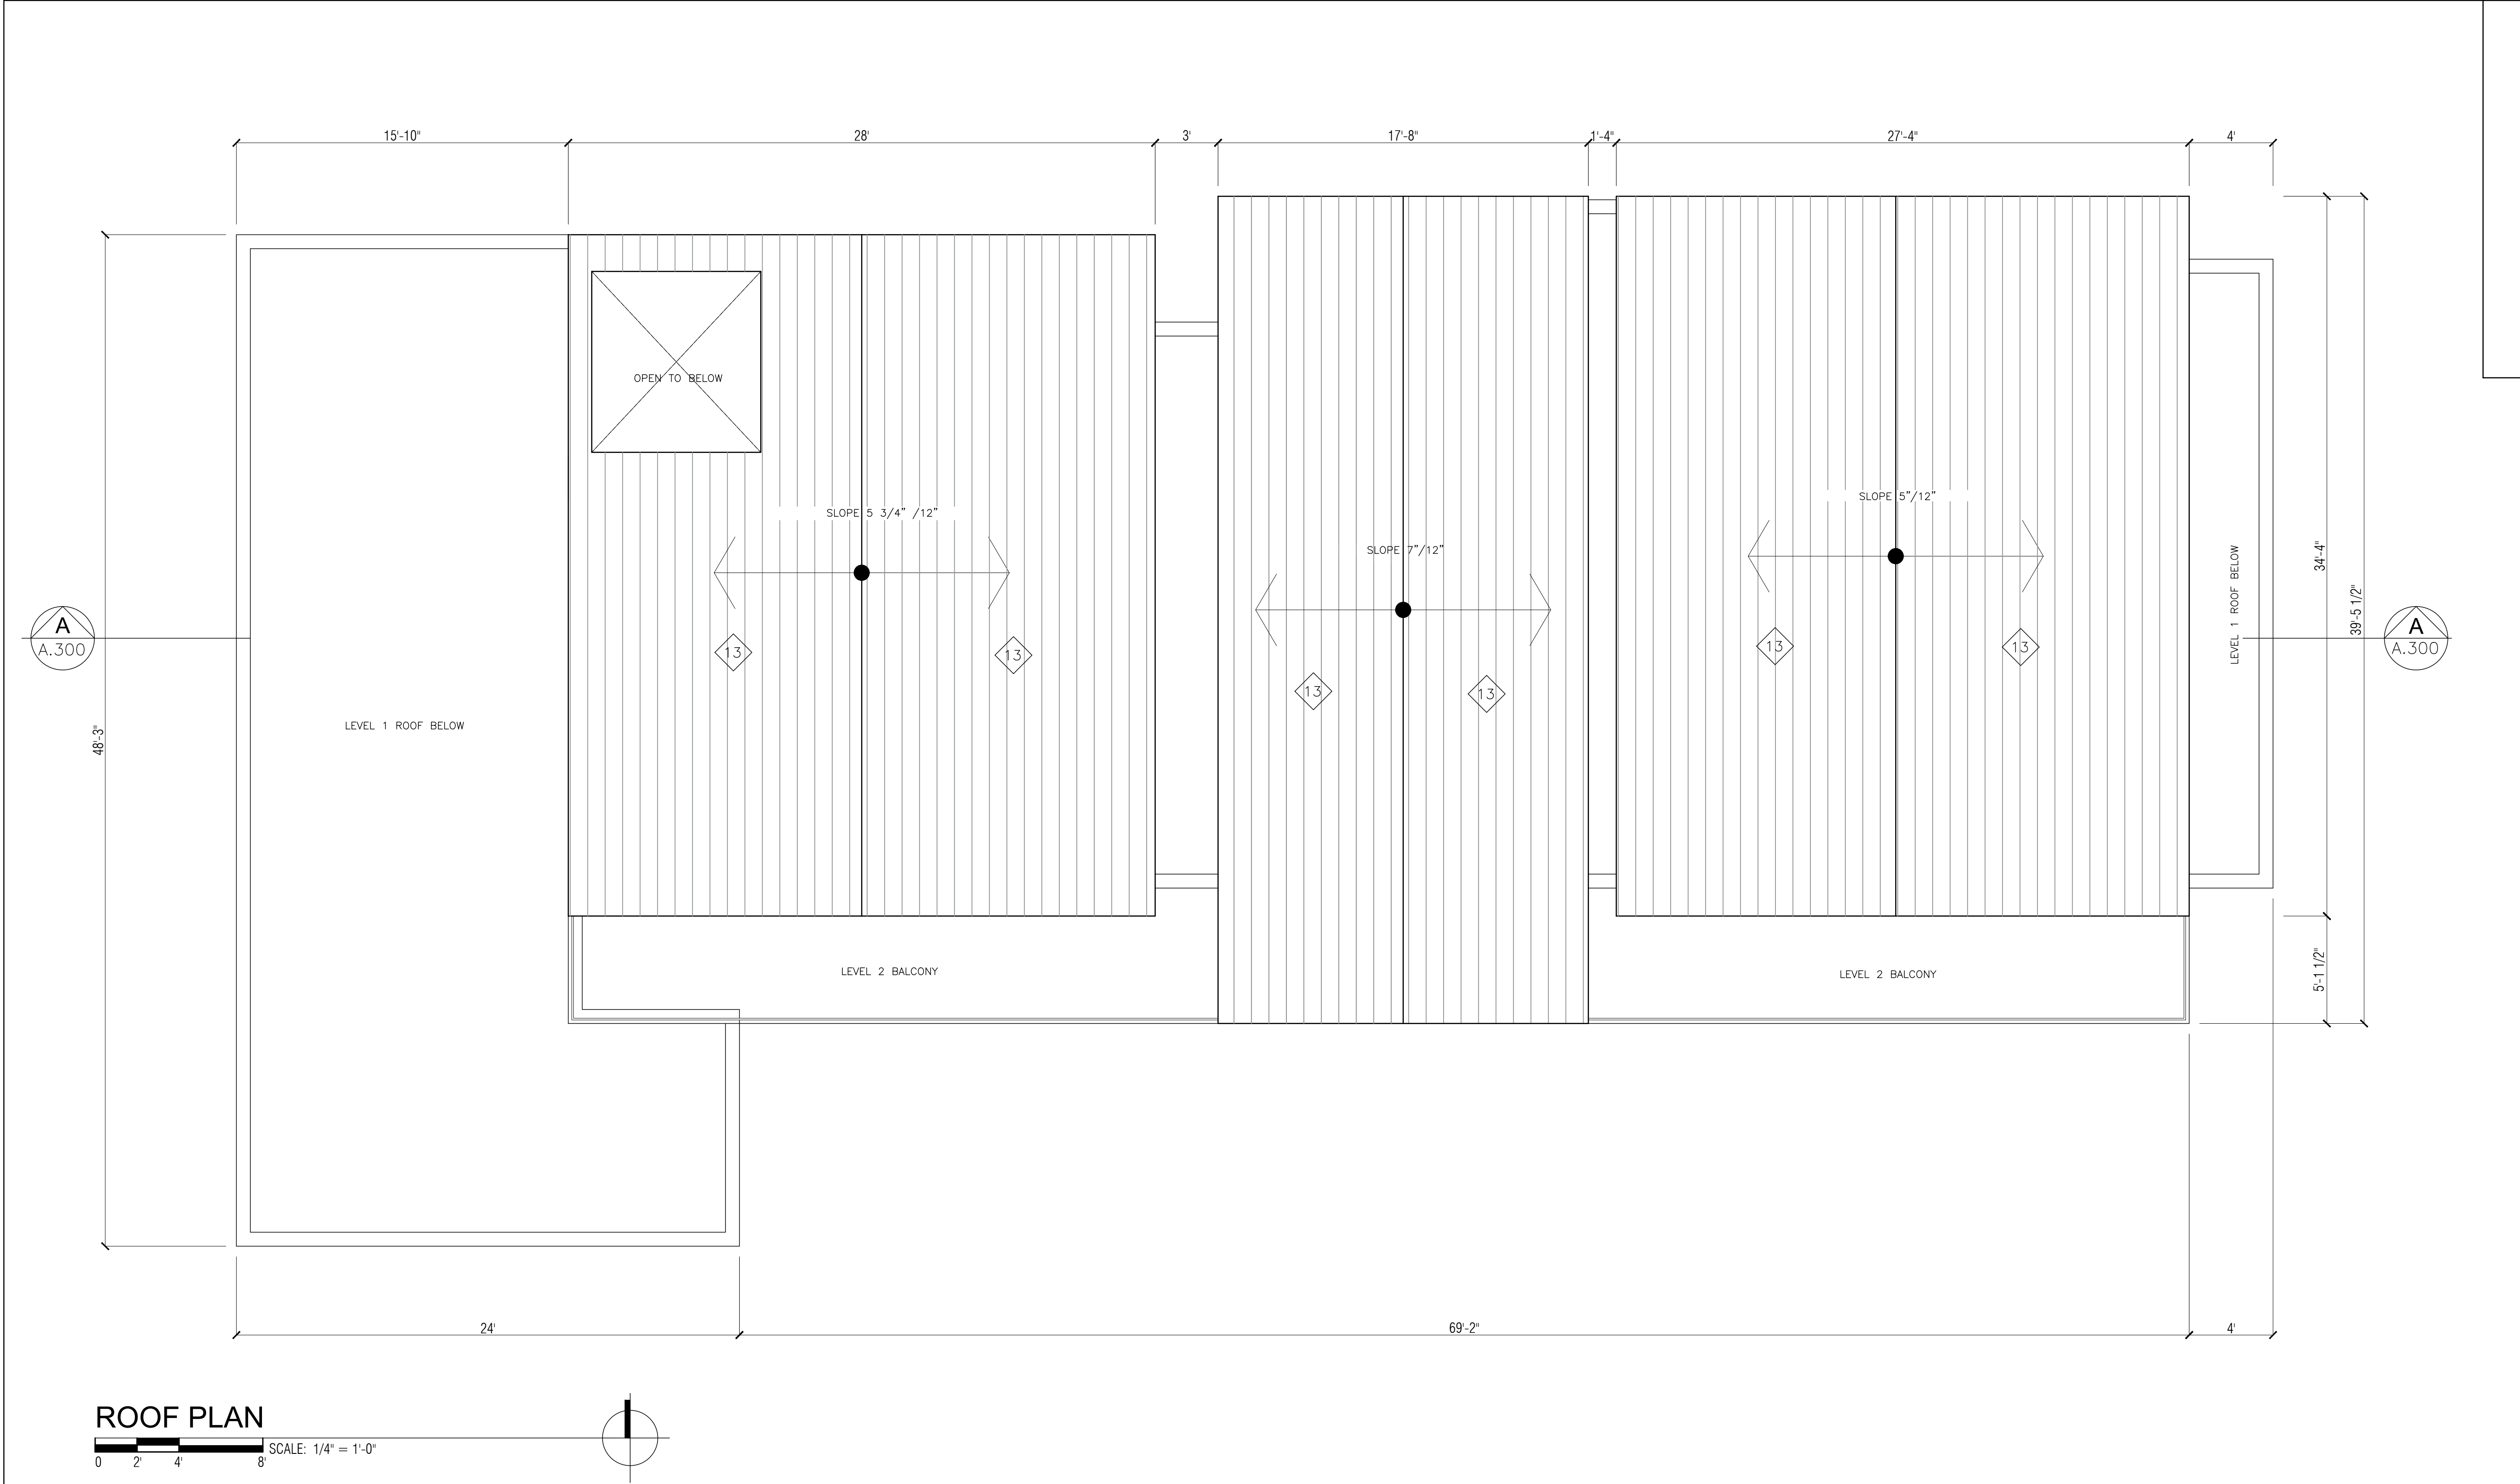 15'-10"
28'
3'
17'-8"
1'-4"
27'-4"
4'
OPEN TO BELOW
SLOPE 5 3/4" /12"
SLOPE 7"/12"
SLOPE 5"/12"
13
13
13
13
13
13
A
A.300
A
A.300
48'-3"
LEVEL 1 ROOF BELOW
LEVEL 1 ROOF BELOW
34'-4"
39'-5 1/2"
5'-1 1/2"
LEVEL 2 BALCONY
LEVEL 2 BALCONY
24'
69'-2"
4'
ROOF PLAN
SCALE: 1/4" = 1'-0"
0 2' 4' 8'